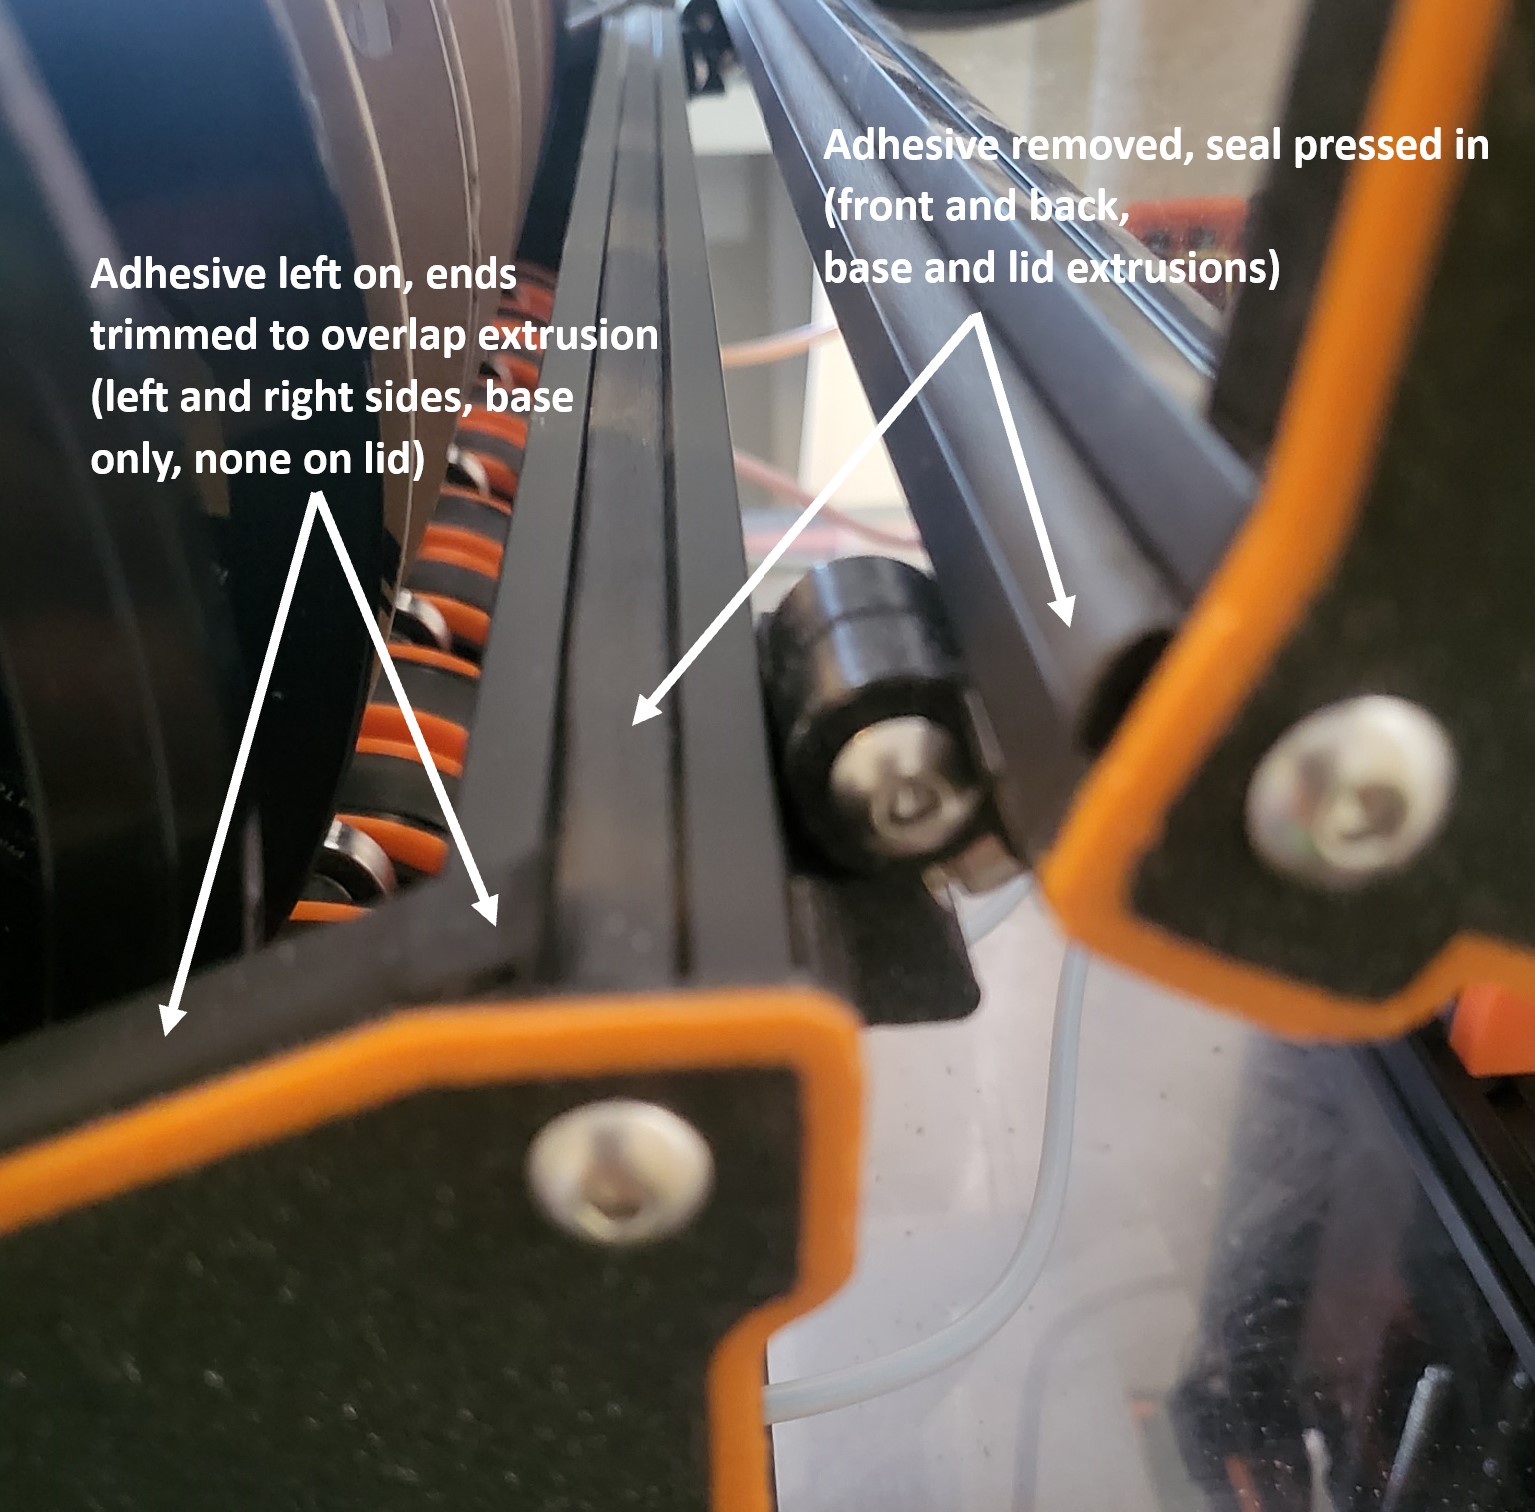 Adhesive removed, seal pressed in
(front and back,
base and lid extrusions)
Adhesive left on, ends
trimmed to overlap extrusion
(left and right sides, base
only, none on lid)